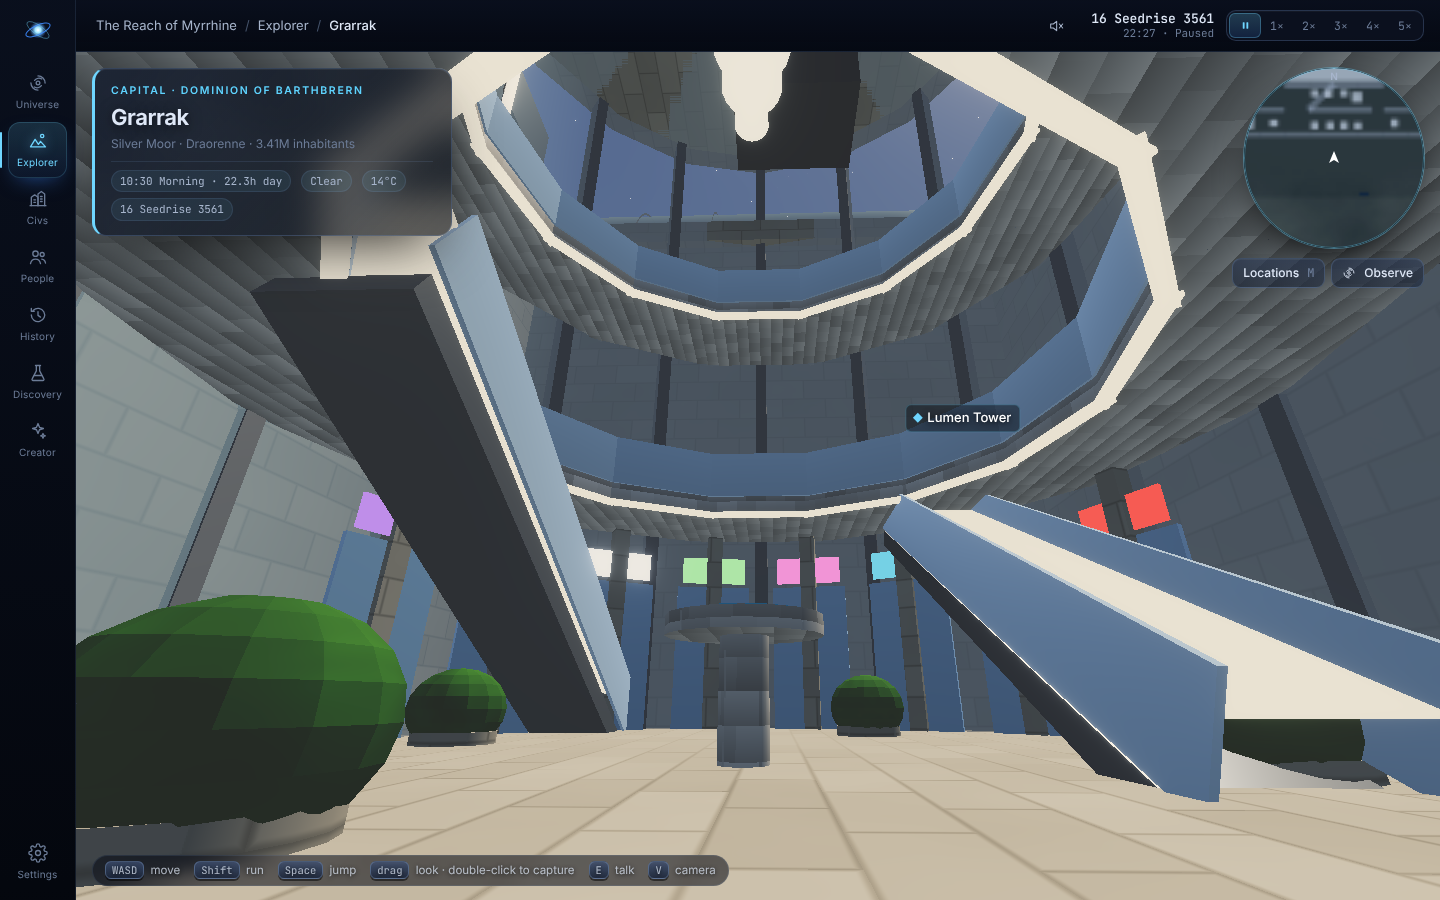 The Reach of Myrrhine / Explorer / Grarrak
16 Seedrise 3561
22:27 · Paused
1× 2× 3× 4× 5×
Universe
Explorer
Civs
People
History
Discovery
Creator
Settings
CAPITAL · DOMINION OF BARTHBRERN
Grarrak
Silver Moor · Draorenne · 3.41M inhabitants
10:30 Morning · 22.3h day
Clear
14°C
16 Seedrise 3561
N
Locations M
Observe
Lumen Tower
WASD move Shift run Space jump drag look · double-click to capture E talk V camera